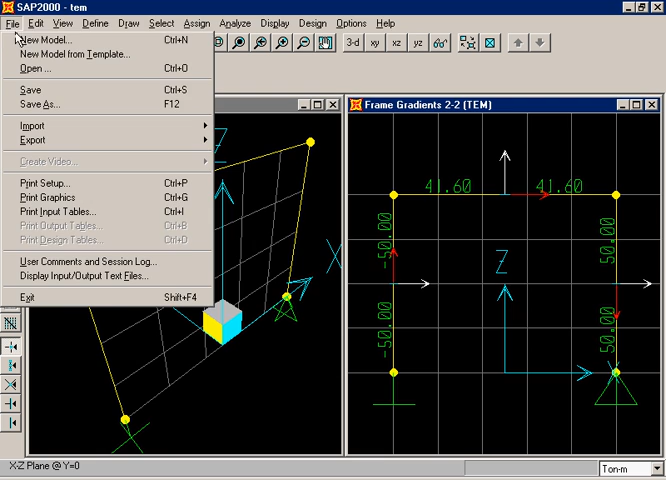 SAP2000 - tem
File Edit View Define Draw Select Assign Analyze Display Design Options Help
3-d xy xz yz
New Model... Ctrl+N
New Model from Template...
Open ... Ctrl+O
Save Ctrl+S
Save As... F12
Import
Export
Create Video...
Print Setup... Ctrl+P
Print Graphics Ctrl+G
Print Input Tables... Ctrl+I
Print Output Tables... Ctrl+B
Print Design Tables... Ctrl+D
User Comments and Session Log...
Display Input/Output Text Files...
Exit Shift+F4
Z
X
Frame Gradients 2-2 (TEM)
41.60 41.60
-50.00 50.00
Z
-50.00 50.00
X
X-Z Plane @ Y=0
Ton-m